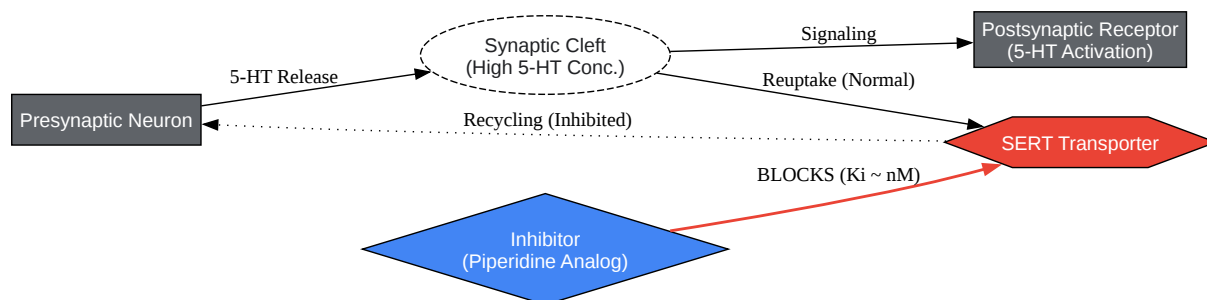 Synaptic Cleft
(High 5-HT Conc.)
Signaling
Postsynaptic Receptor
(5-HT Activation)
5-HT Release
Reuptake (Normal)
Presynaptic Neuron
Recycling (Inhibited)
SERT Transporter
BLOCKS (Ki ~ nM)
Inhibitor
(Piperidine Analog)